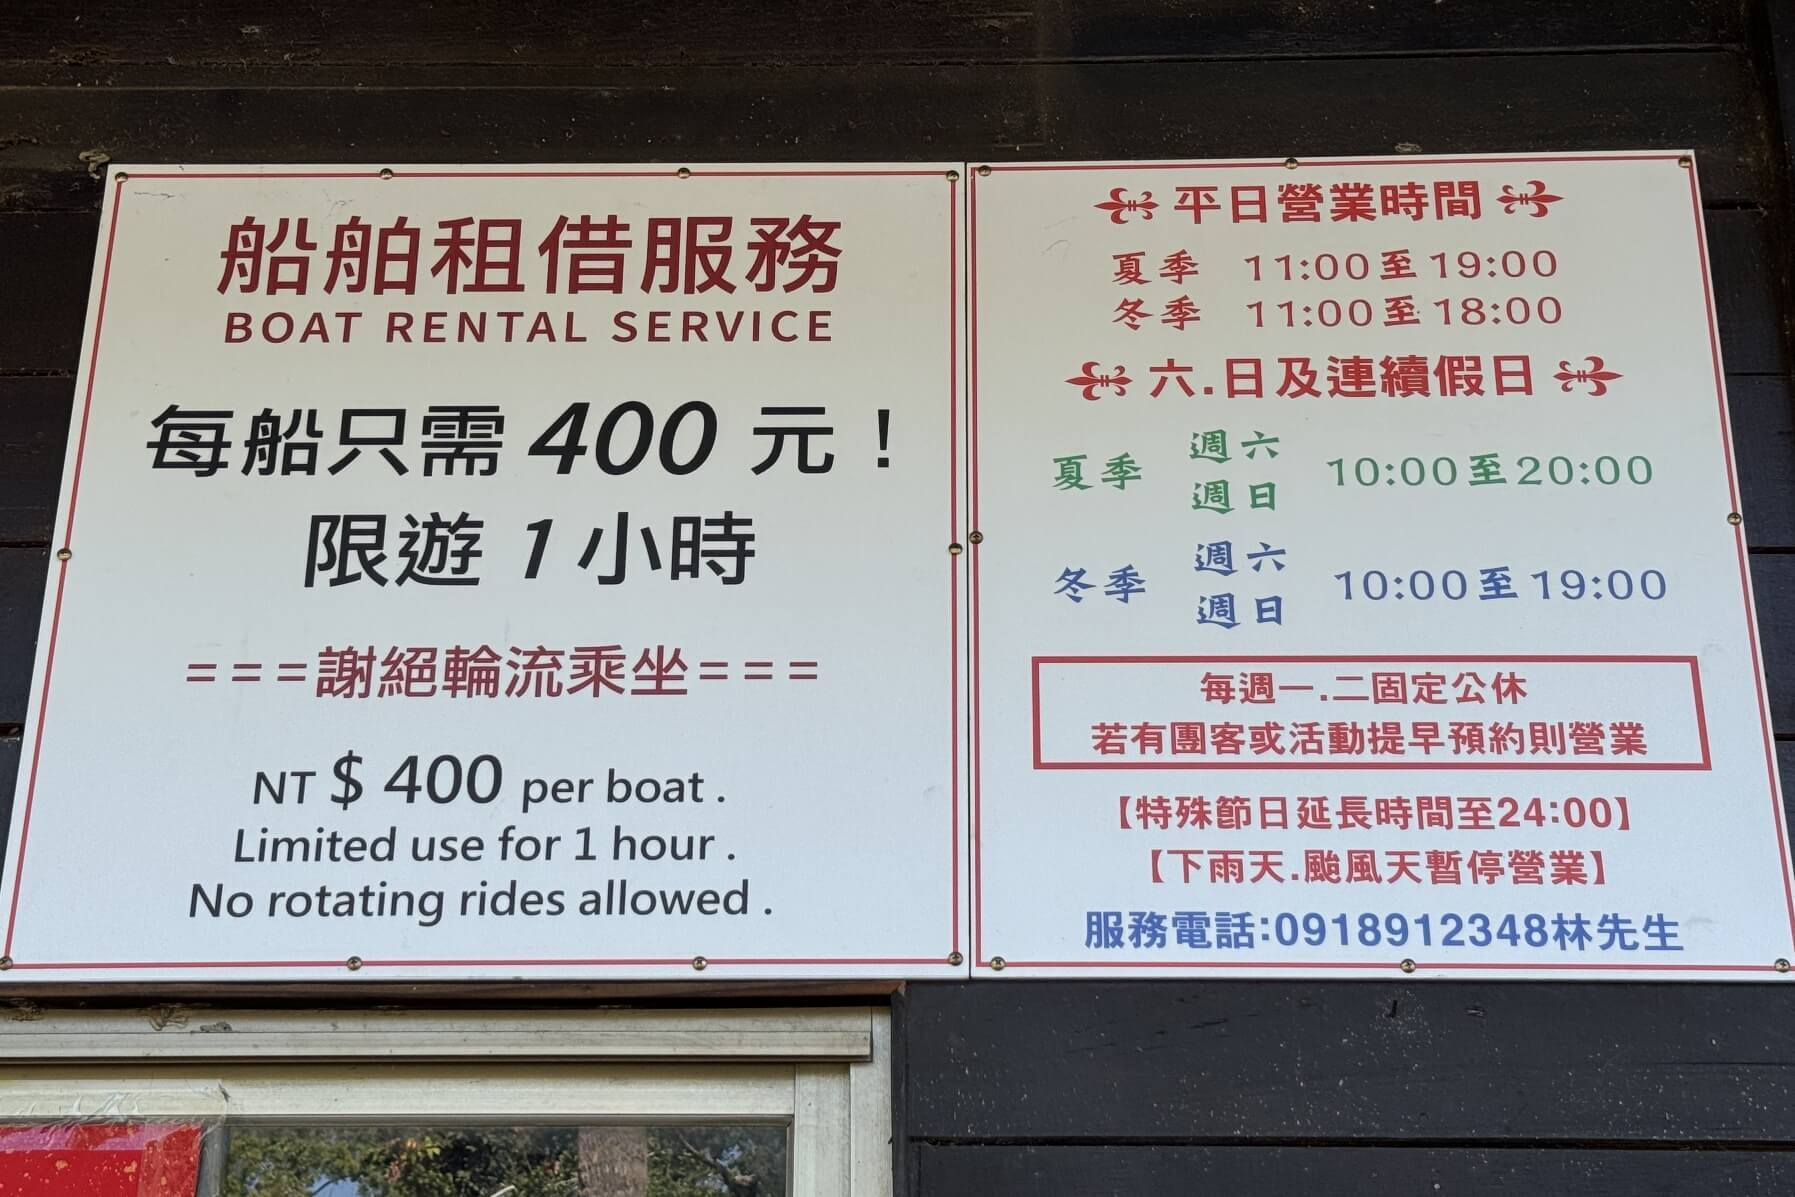 船舶租借服務
BOAT RENTAL SERVICE
每船只需 400 元！
限遊 1 小時
===謝絕輪流乘坐===
NT $ 400 per boat .
Limited use for 1 hour .
No rotating rides allowed .
平日營業時間
夏季 11:00至19:00
冬季 11:00至18:00
六.日及連續假日
夏季 週六 週日 10:00至20:00
冬季 週六 週日 10:00至19:00
每週一.二固定公休
若有團客或活動提早預約則營業
【特殊節日延長時間至24:00】
【下雨天.颱風天暫停營業】
服務電話:0918912348林先生